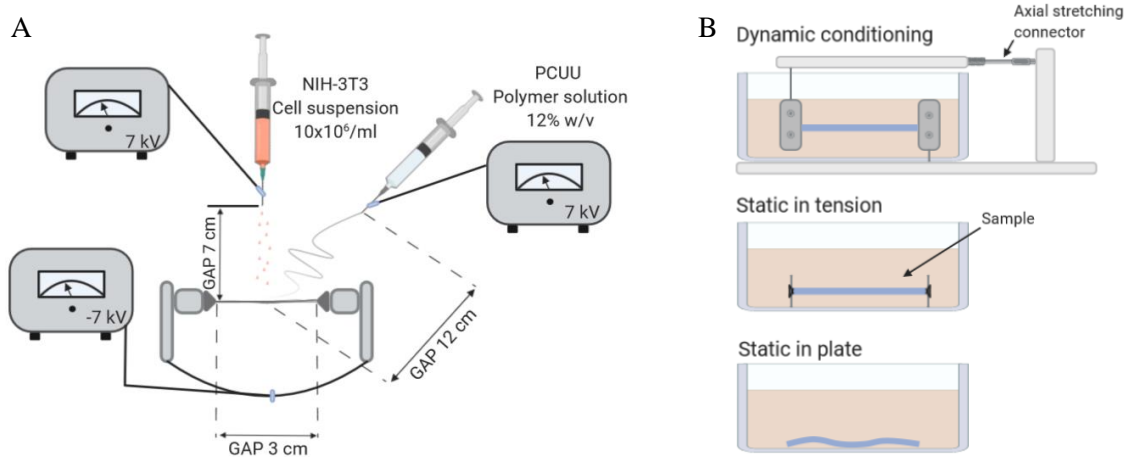 A
NIH-3T3
Cell suspension
10x10⁶/ml
7 kV
PCUU
Polymer solution
12% w/v
7 kV
GAP 7 cm
-7 kV
GAP 12 cm
GAP 3 cm
B
Dynamic conditioning
Axial stretching
connector
Static in tension
Sample
Static in plate